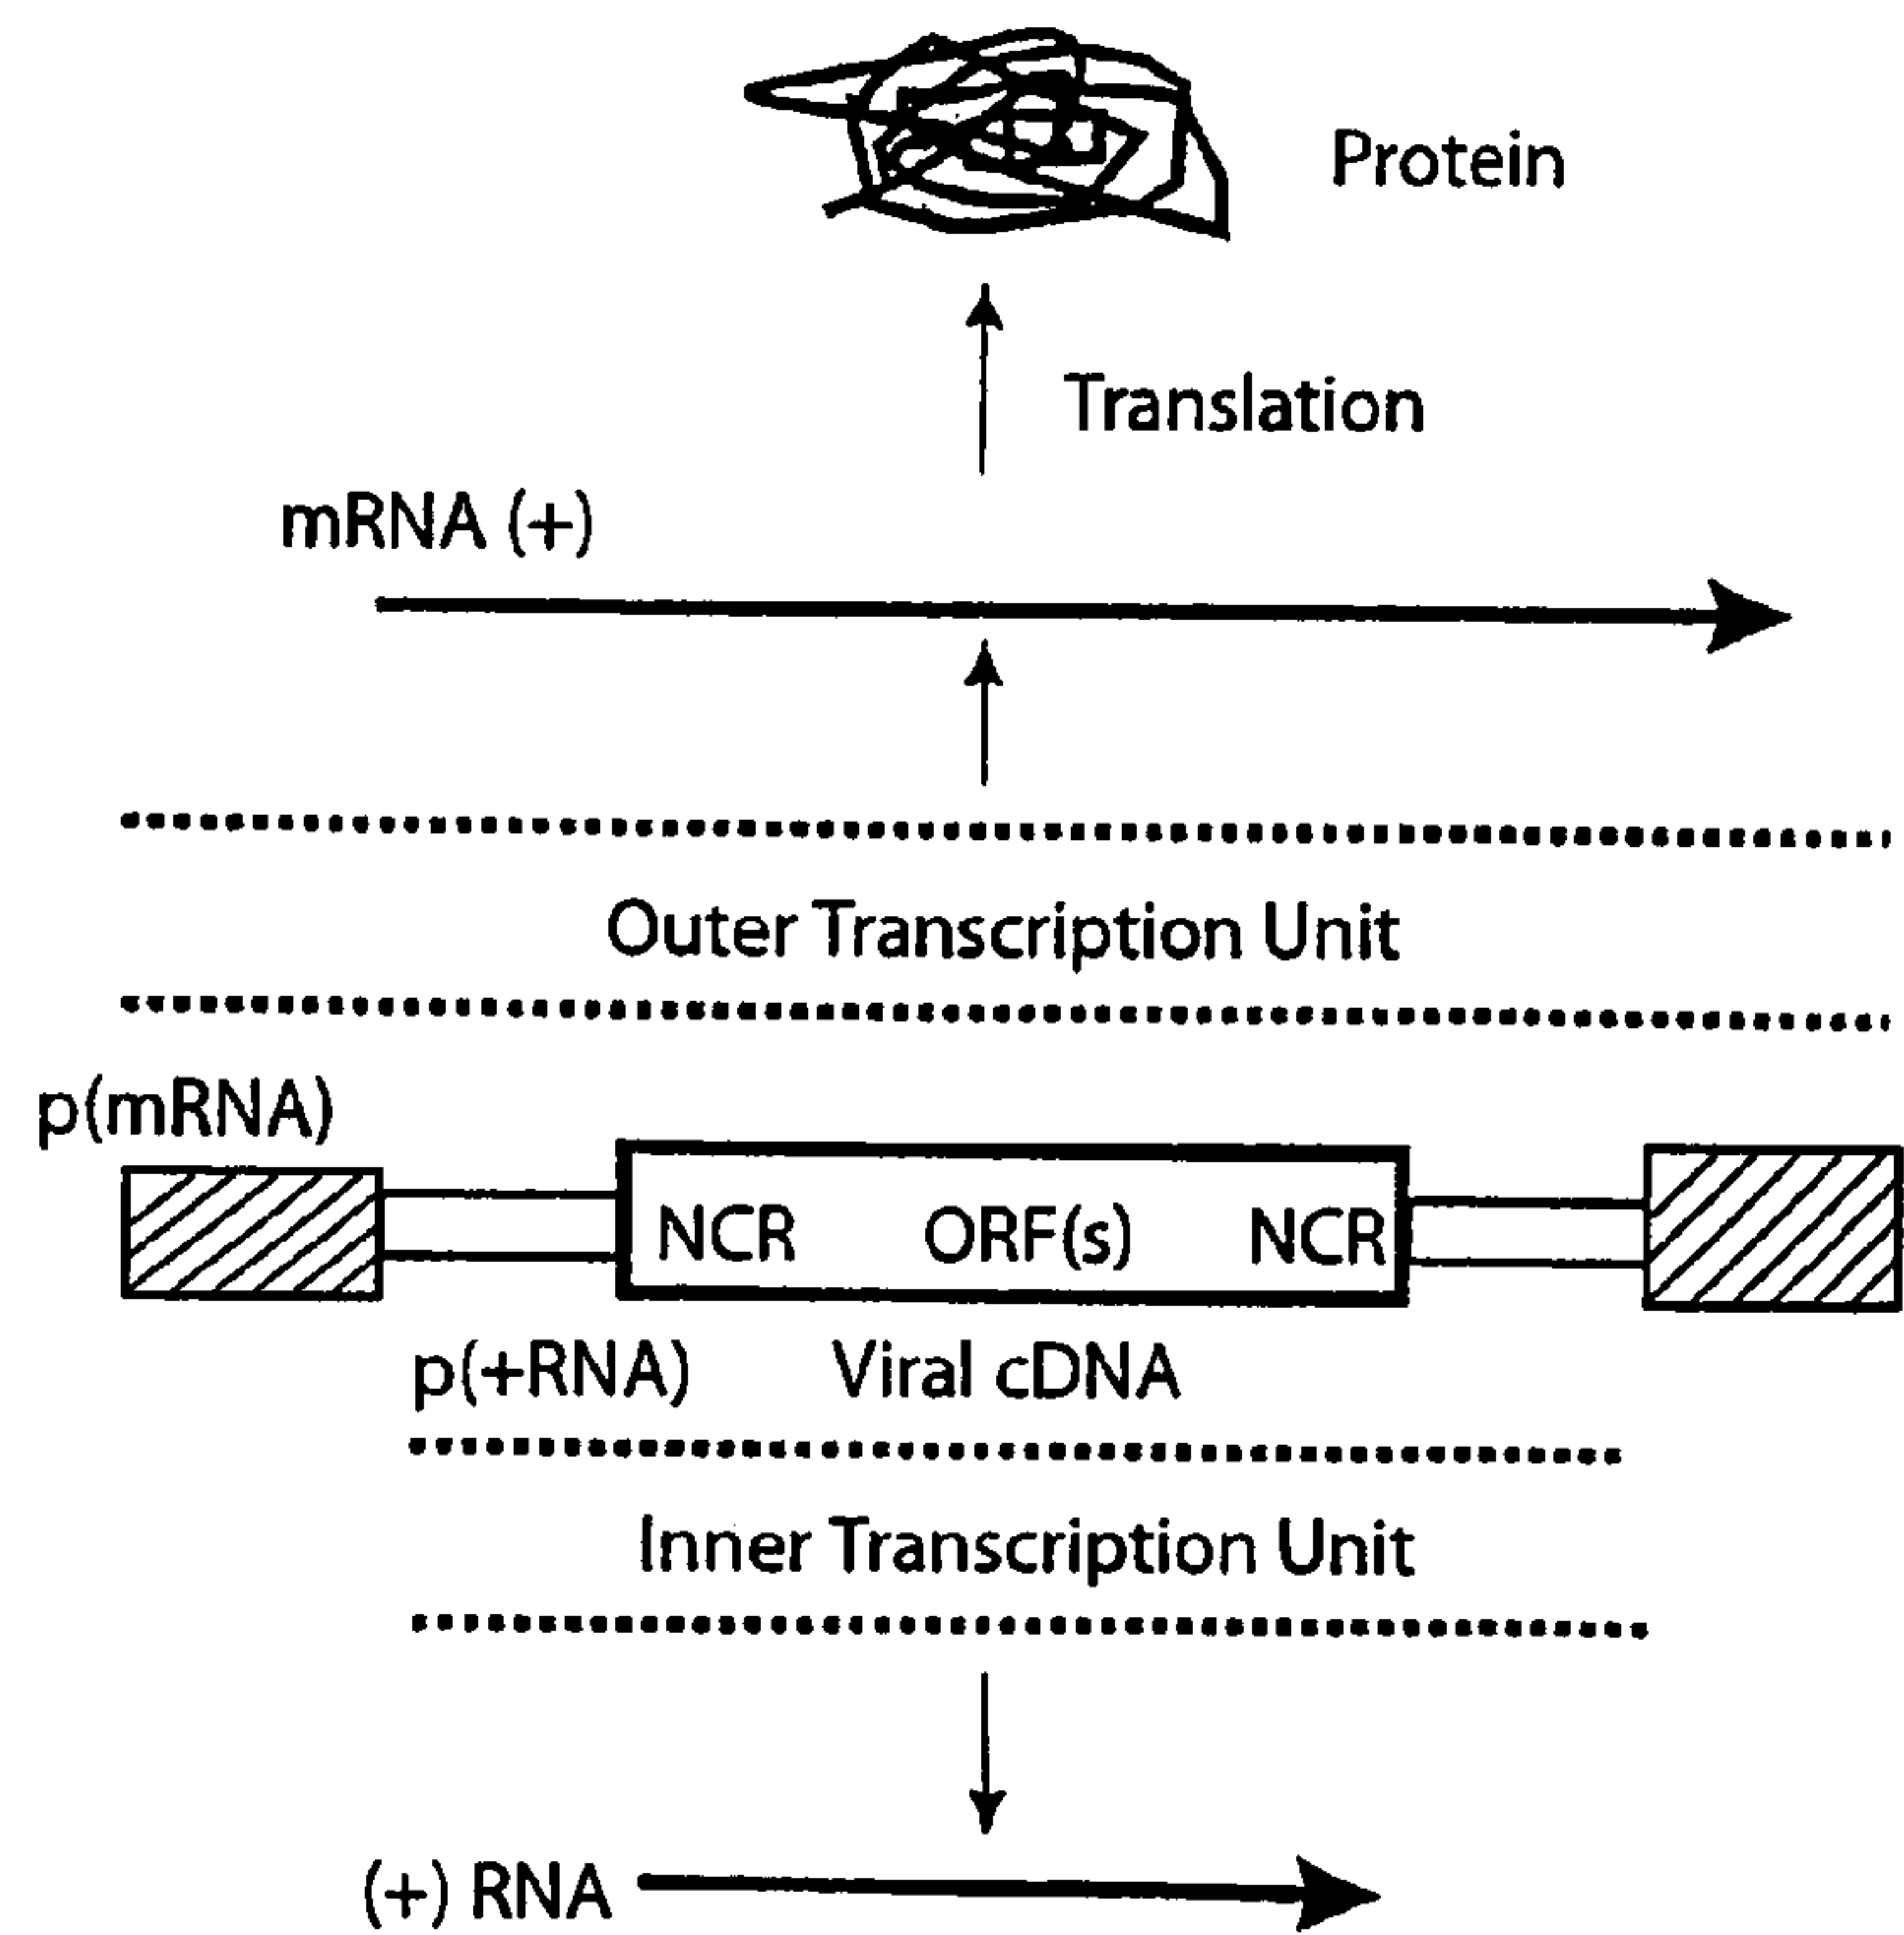 Protein
Translation
mRNA (+)
Outer Transcription Unit
p(mRNA)
NCR ORF(s) NCR
p(+RNA) Viral cDNA
Inner Transcription Unit
(+) RNA